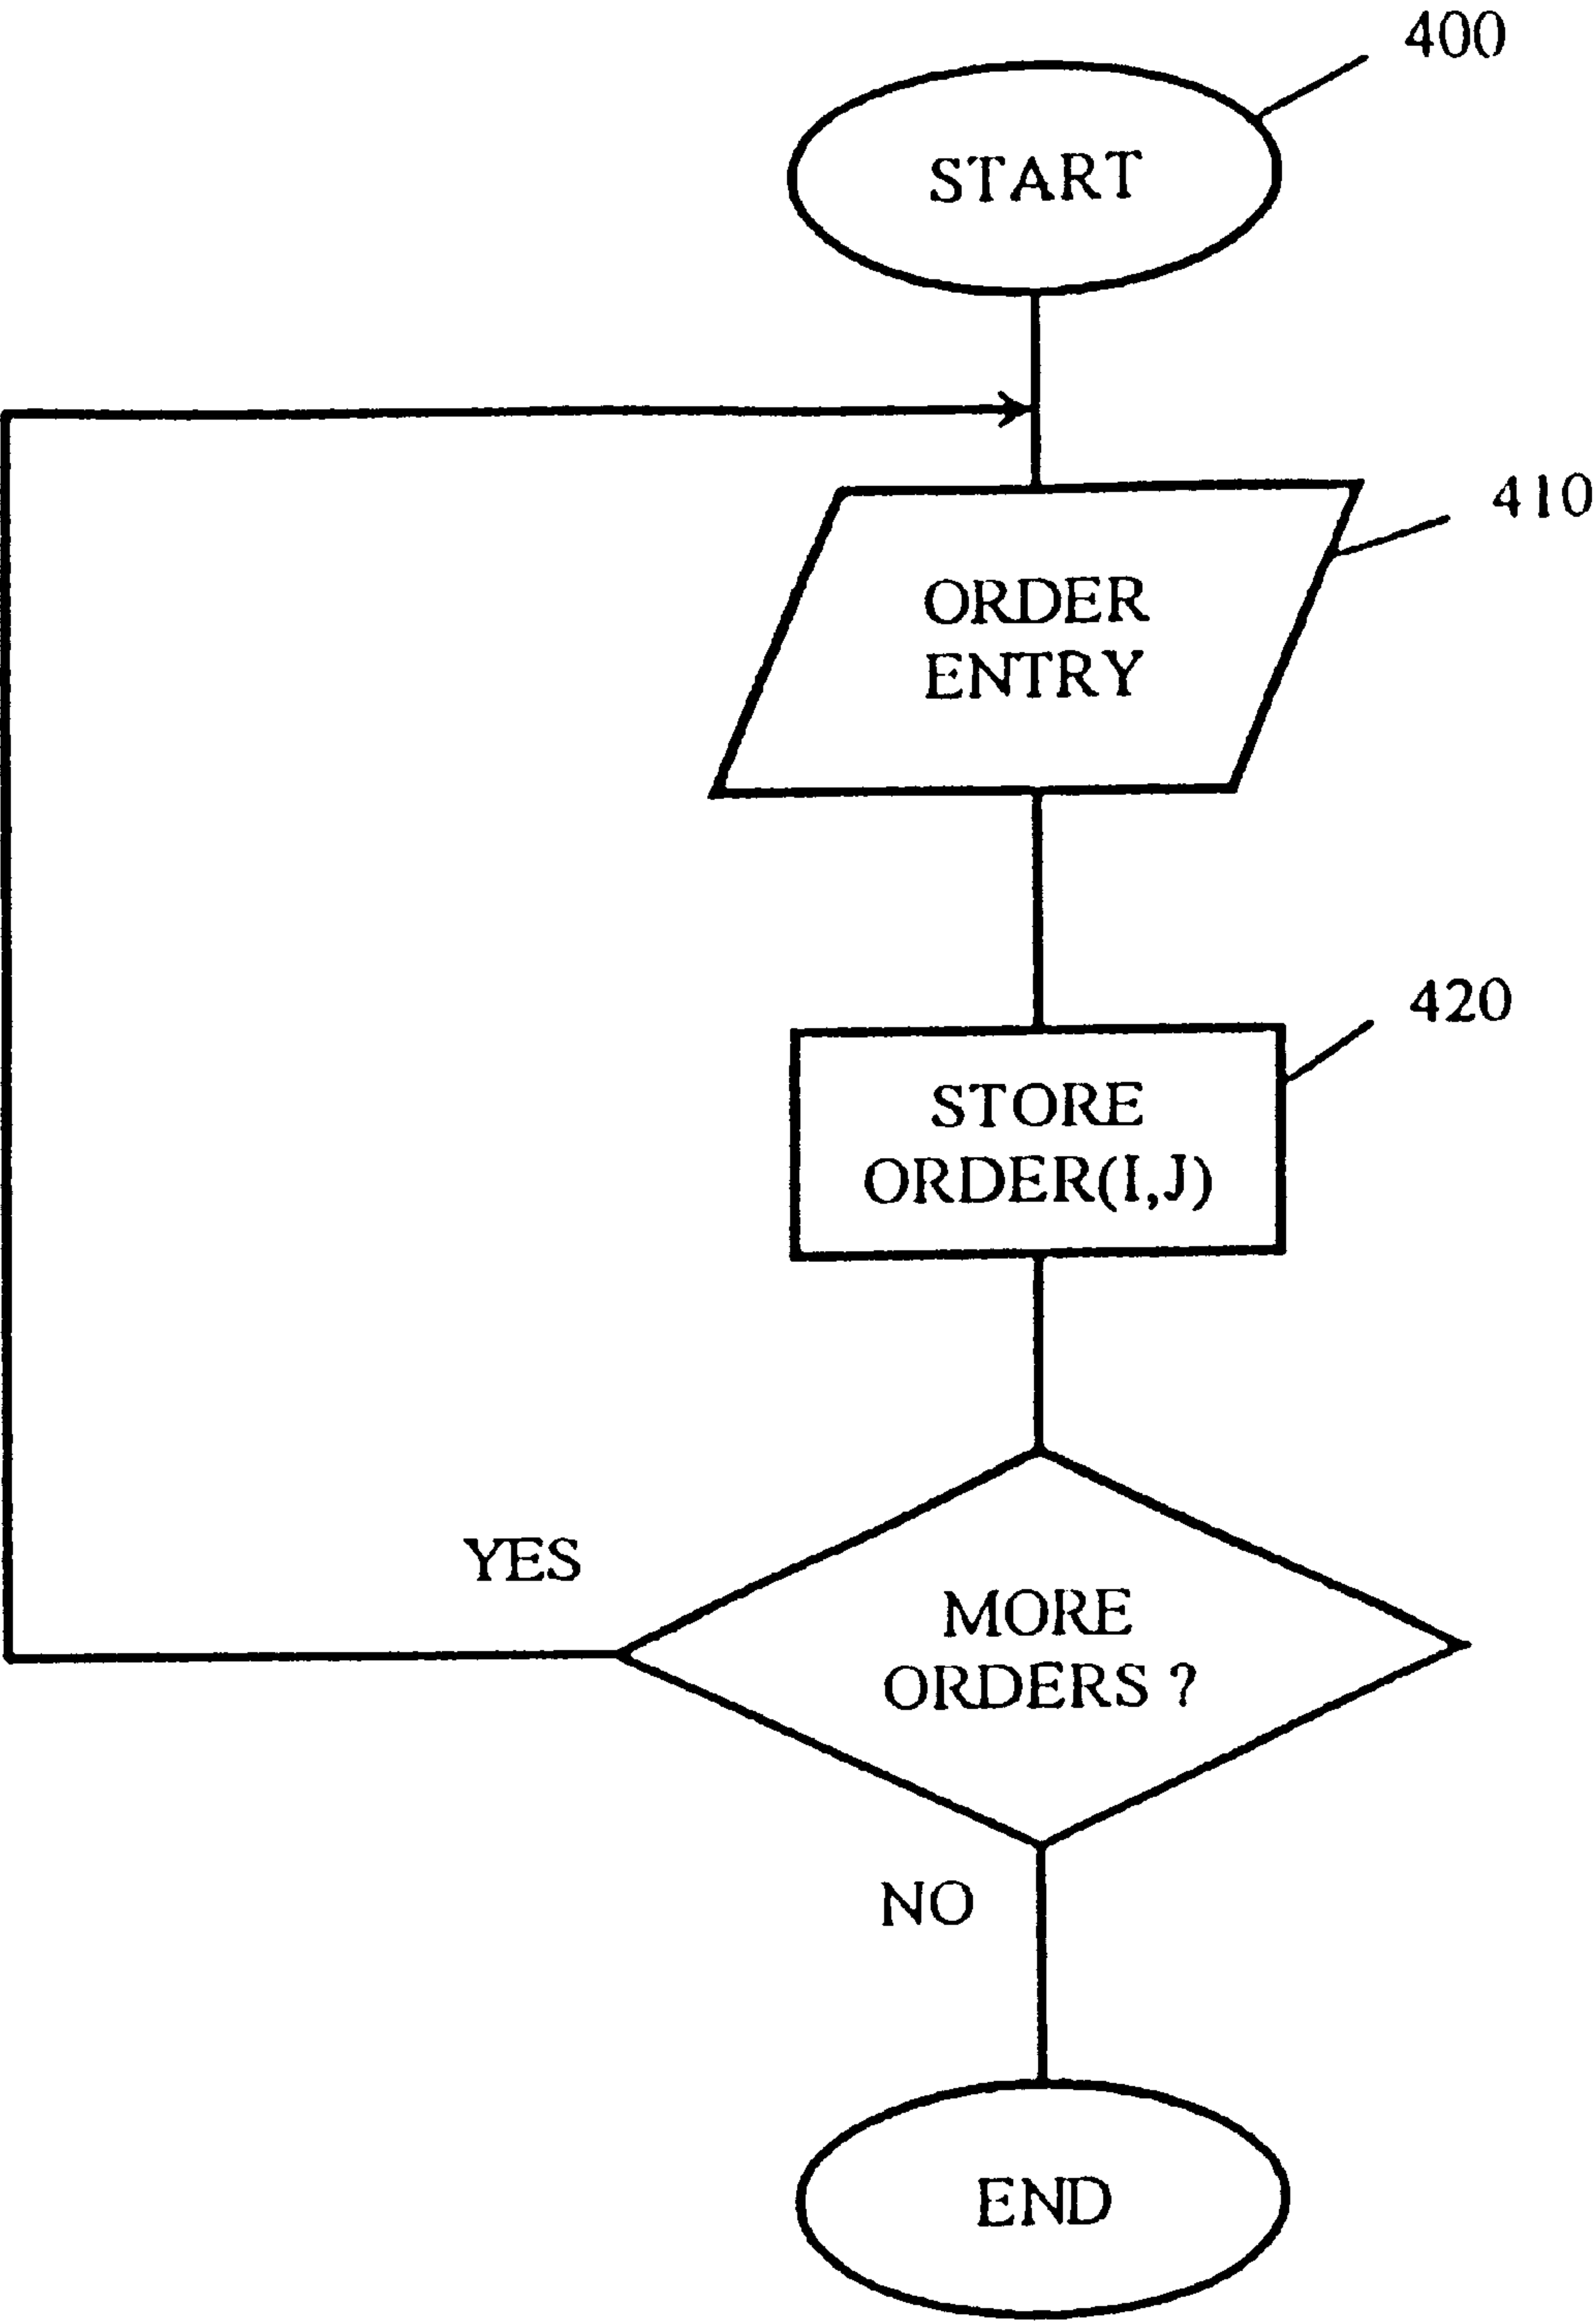 400
START
410
ORDER
ENTRY
420
STORE
ORDER(I,J)
YES
MORE
ORDERS ?
NO
END